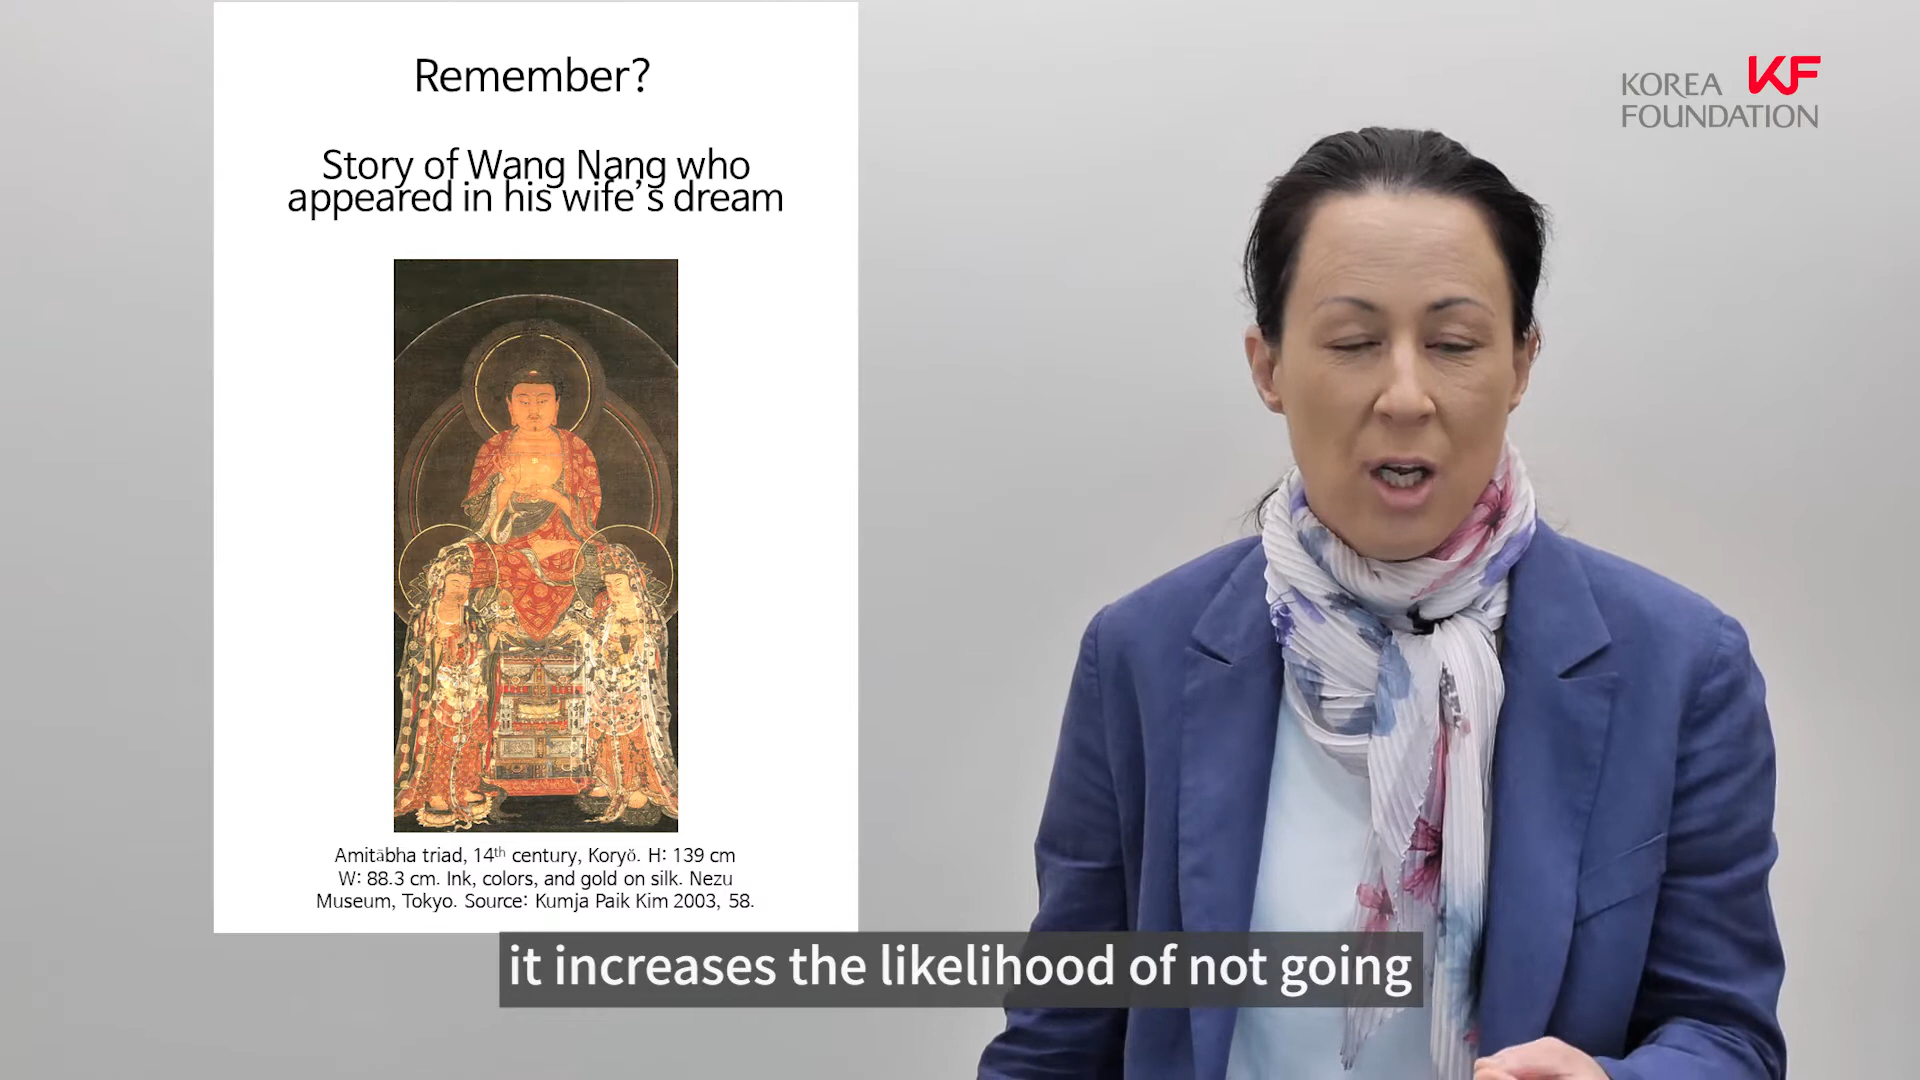 Remember?
Story of Wang Nang who
appeared in his wife's dream
Amitābha triad, 14th century, Koryŏ. H: 139 cm
W: 88.3 cm. Ink, colors, and gold on silk. Nezu
Museum, Tokyo. Source: Kumja Paik Kim 2003, 58.
KOREA KF
FOUNDATION
it increases the likelihood of not going